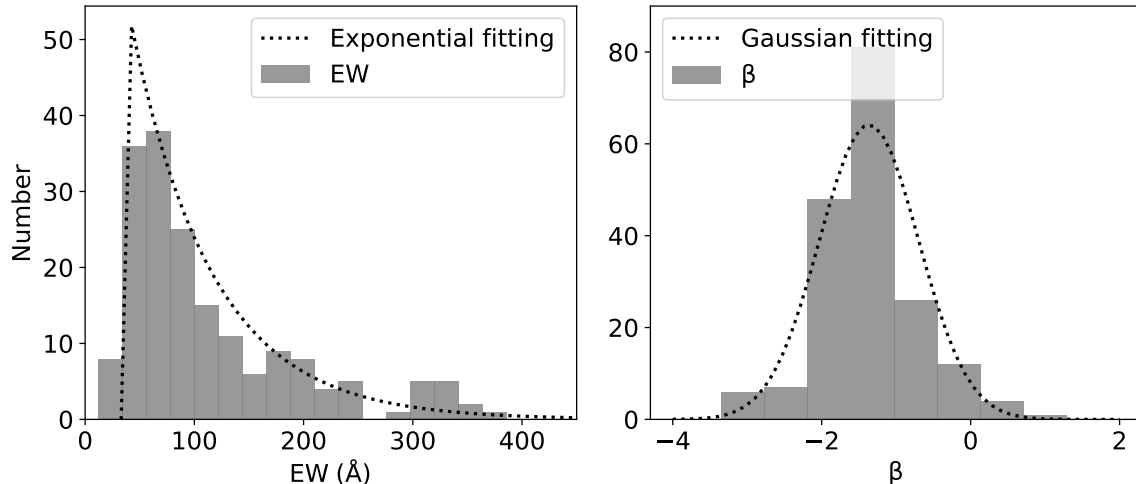 Exponential fitting
EW
Number
50
40
30
20
10
0
0 100 200 300 400
EW (Å)
Gaussian fitting
β
80
60
40
20
0
−4 −2 0 2
β